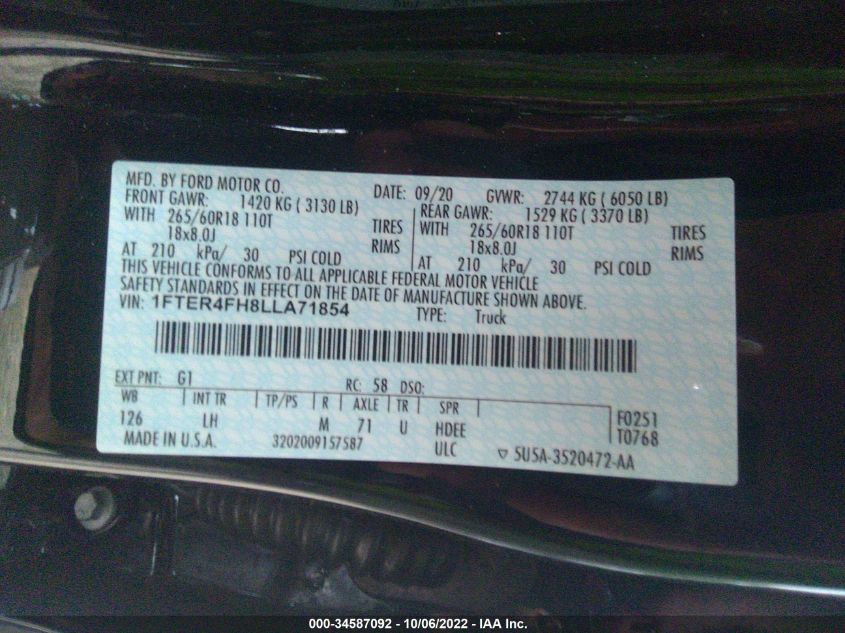 MFD. BY FORD MOTOR CO. DATE: 09/20 GVWR: 2744 KG ( 6050 LB)
FRONT GAWR: 1420 KG ( 3130 LB) REAR GAWR: 1529 KG ( 3370 LB)
WITH 265/60R18 110T TIRES WITH 265/60R18 110T TIRES
18x8.0J RIMS 18x8.0J RIMS
AT 210 kPa/ 30 PSI COLD AT 210 kPa/ 30 PSI COLD
THIS VEHICLE CONFORMS TO ALL APPLICABLE FEDERAL MOTOR VEHICLE
SAFETY STANDARDS IN EFFECT ON THE DATE OF MANUFACTURE SHOWN ABOVE.
VIN: 1FTER4FH8LLA71854 TYPE: Truck
EXT PNT: G1 RC: 58 DSO:
WB INT TR TP/PS R AXLE TR SPR F0251
126 LH M 71 U HDEE T0768
MADE IN U.S.A. 3202009157587 ULC ▽ 5U5A-3520472-AA
000-34587092 - 10/06/2022 - IAA Inc.